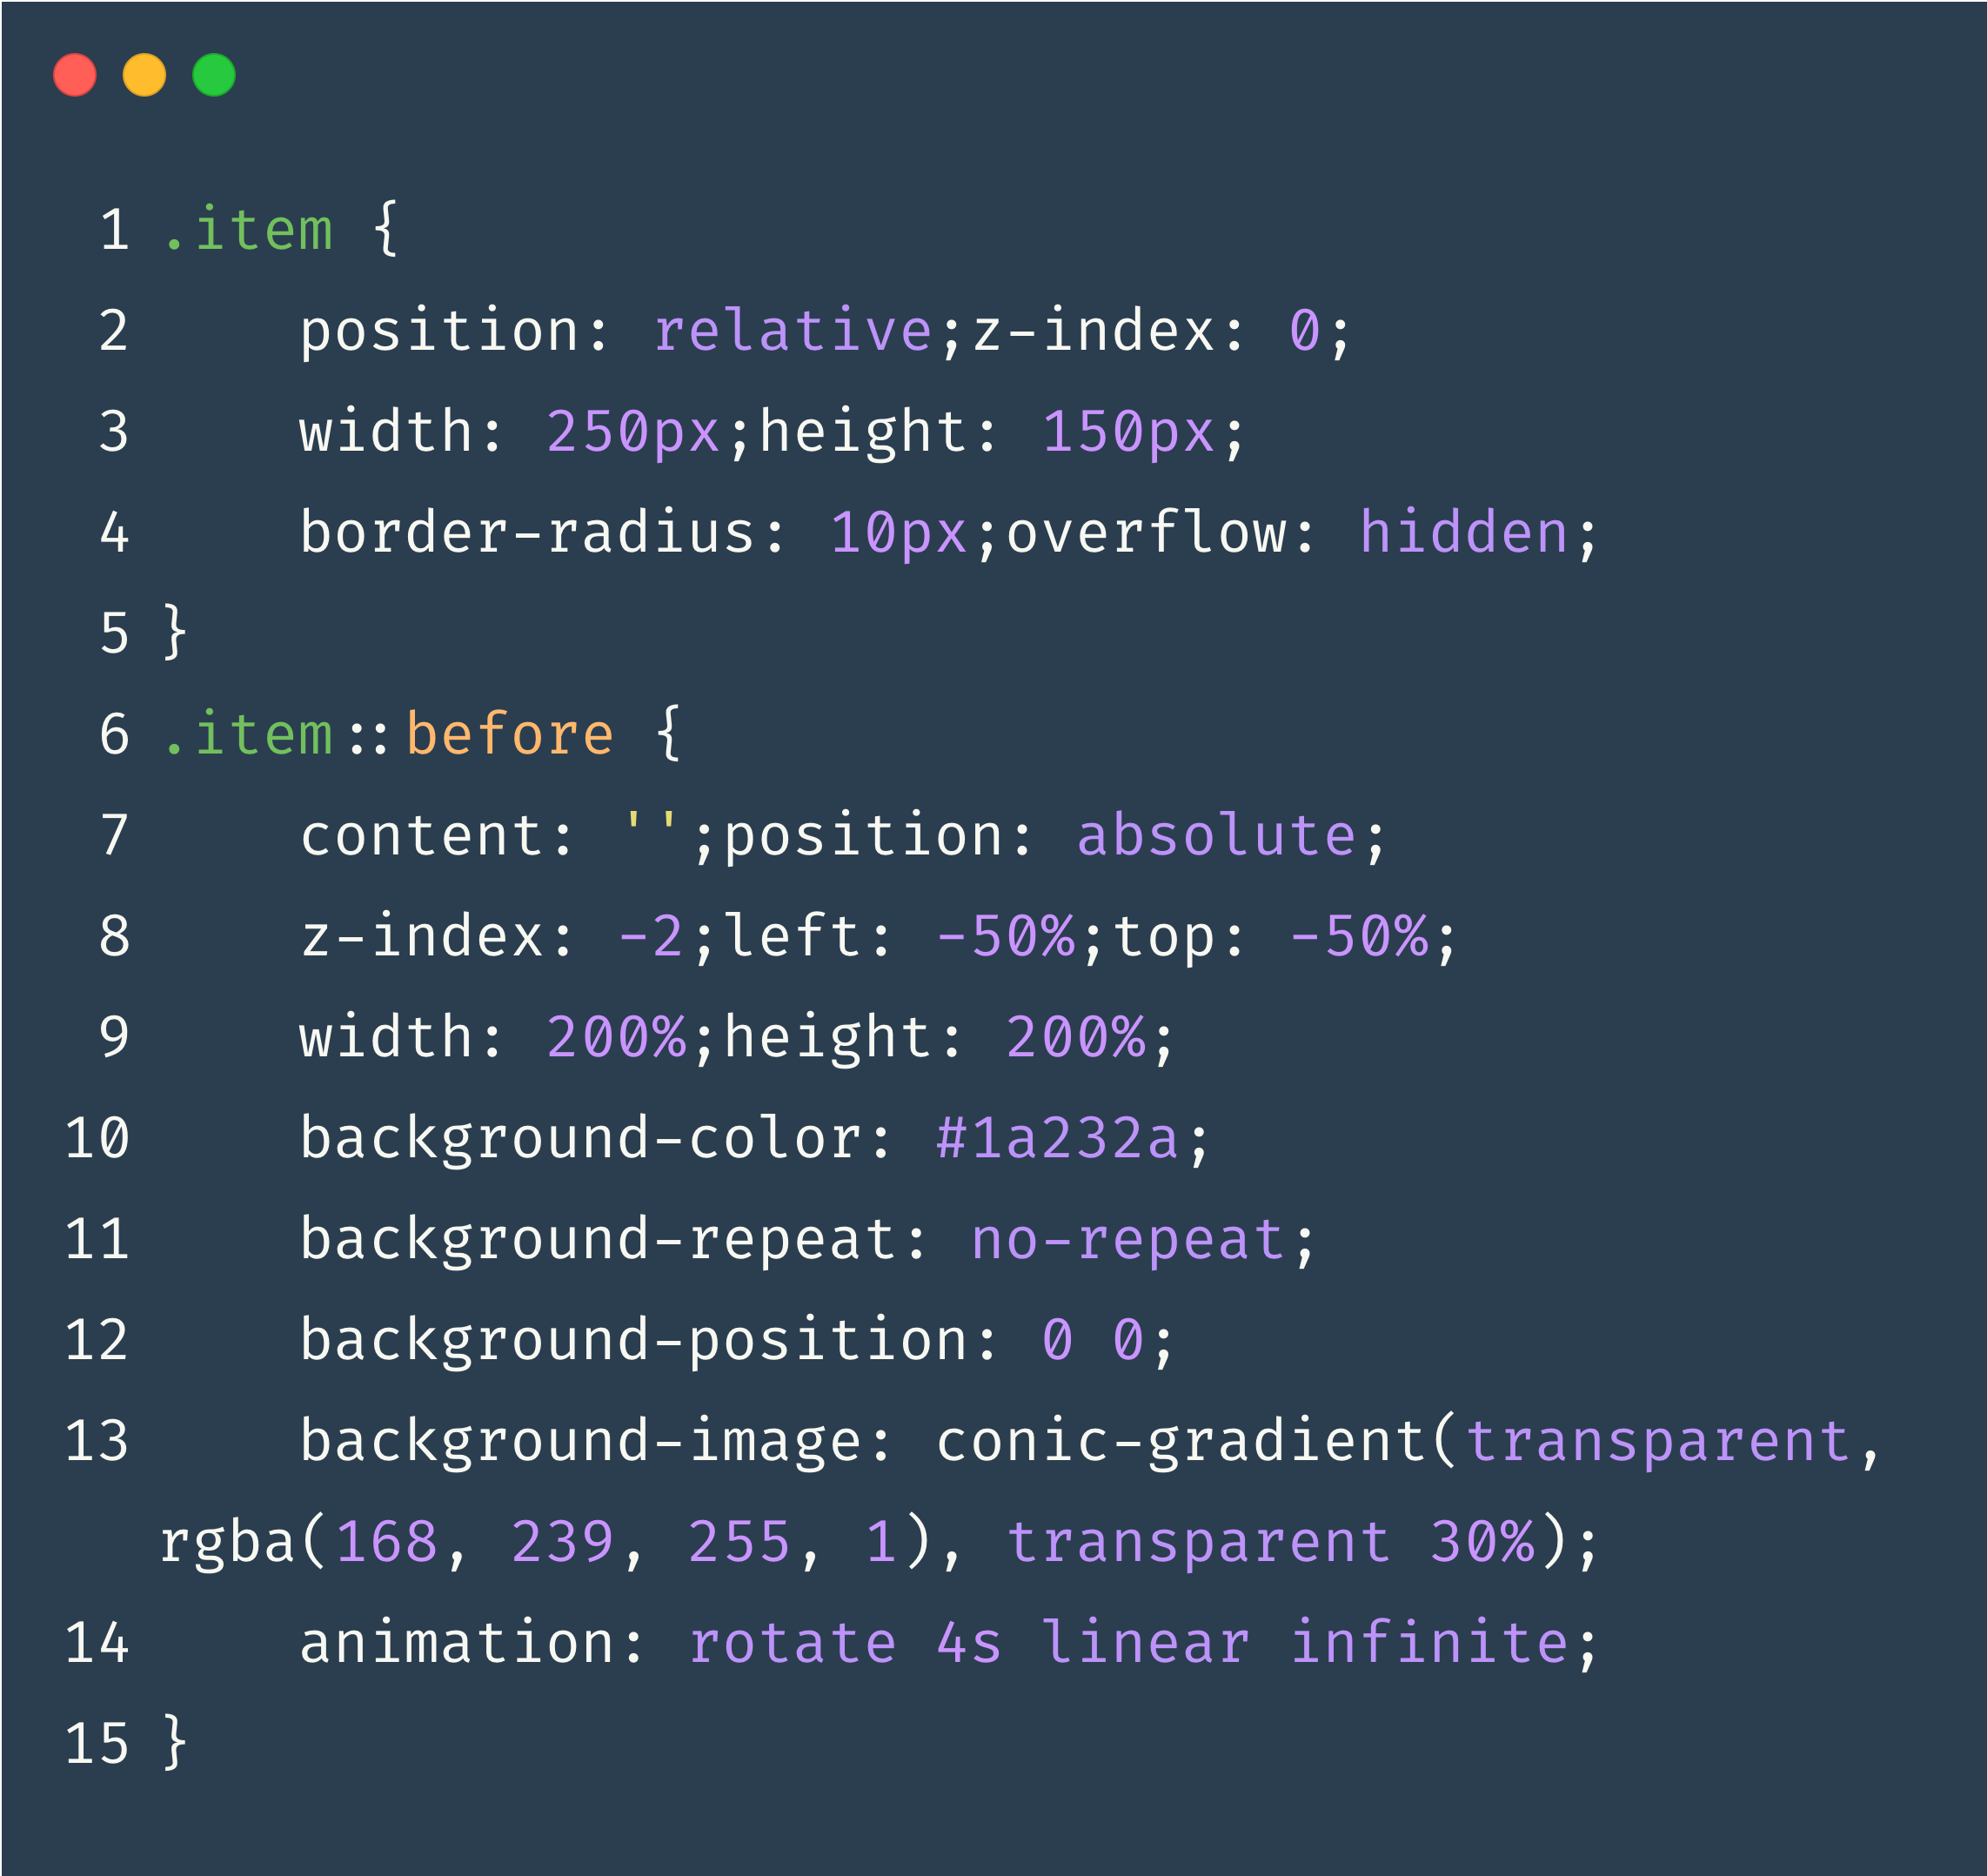 1 .item {
2     position: relative;z-index: 0;
3     width: 250px;height: 150px;
4     border-radius: 10px;overflow: hidden;
5 }
6 .item::before {
7     content: '';position: absolute;
8     z-index: -2;left: -50%;top: -50%;
9     width: 200%;height: 200%;
10     background-color: #1a232a;
11     background-repeat: no-repeat;
12     background-position: 0 0;
13     background-image: conic-gradient(transparent,
rgba(168, 239, 255, 1), transparent 30%);
14     animation: rotate 4s linear infinite;
15 }